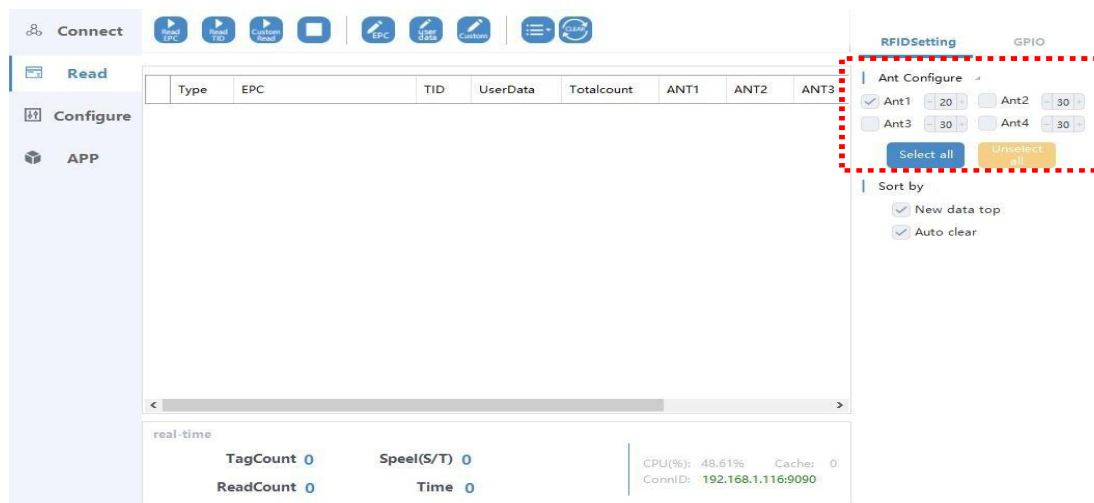 Connect
Read
Configure
APP
Read EPC
Read TID
Custom Read
EPC
user data
Custom
CLEAR
Type EPC TID UserData Totalcount ANT1 ANT2 ANT3
real-time
TagCount 0 Speel(S/T) 0
ReadCount 0 Time 0
CPU(%): 48.61% Cache: 0
ConnID: 192.168.1.116:9090
RFIDSetting GPIO
Ant Configure
Ant1 - 20 + Ant2 - 30 +
Ant3 - 30 + Ant4 - 30 +
Select all Unselect all
Sort by
New data top
Auto clear